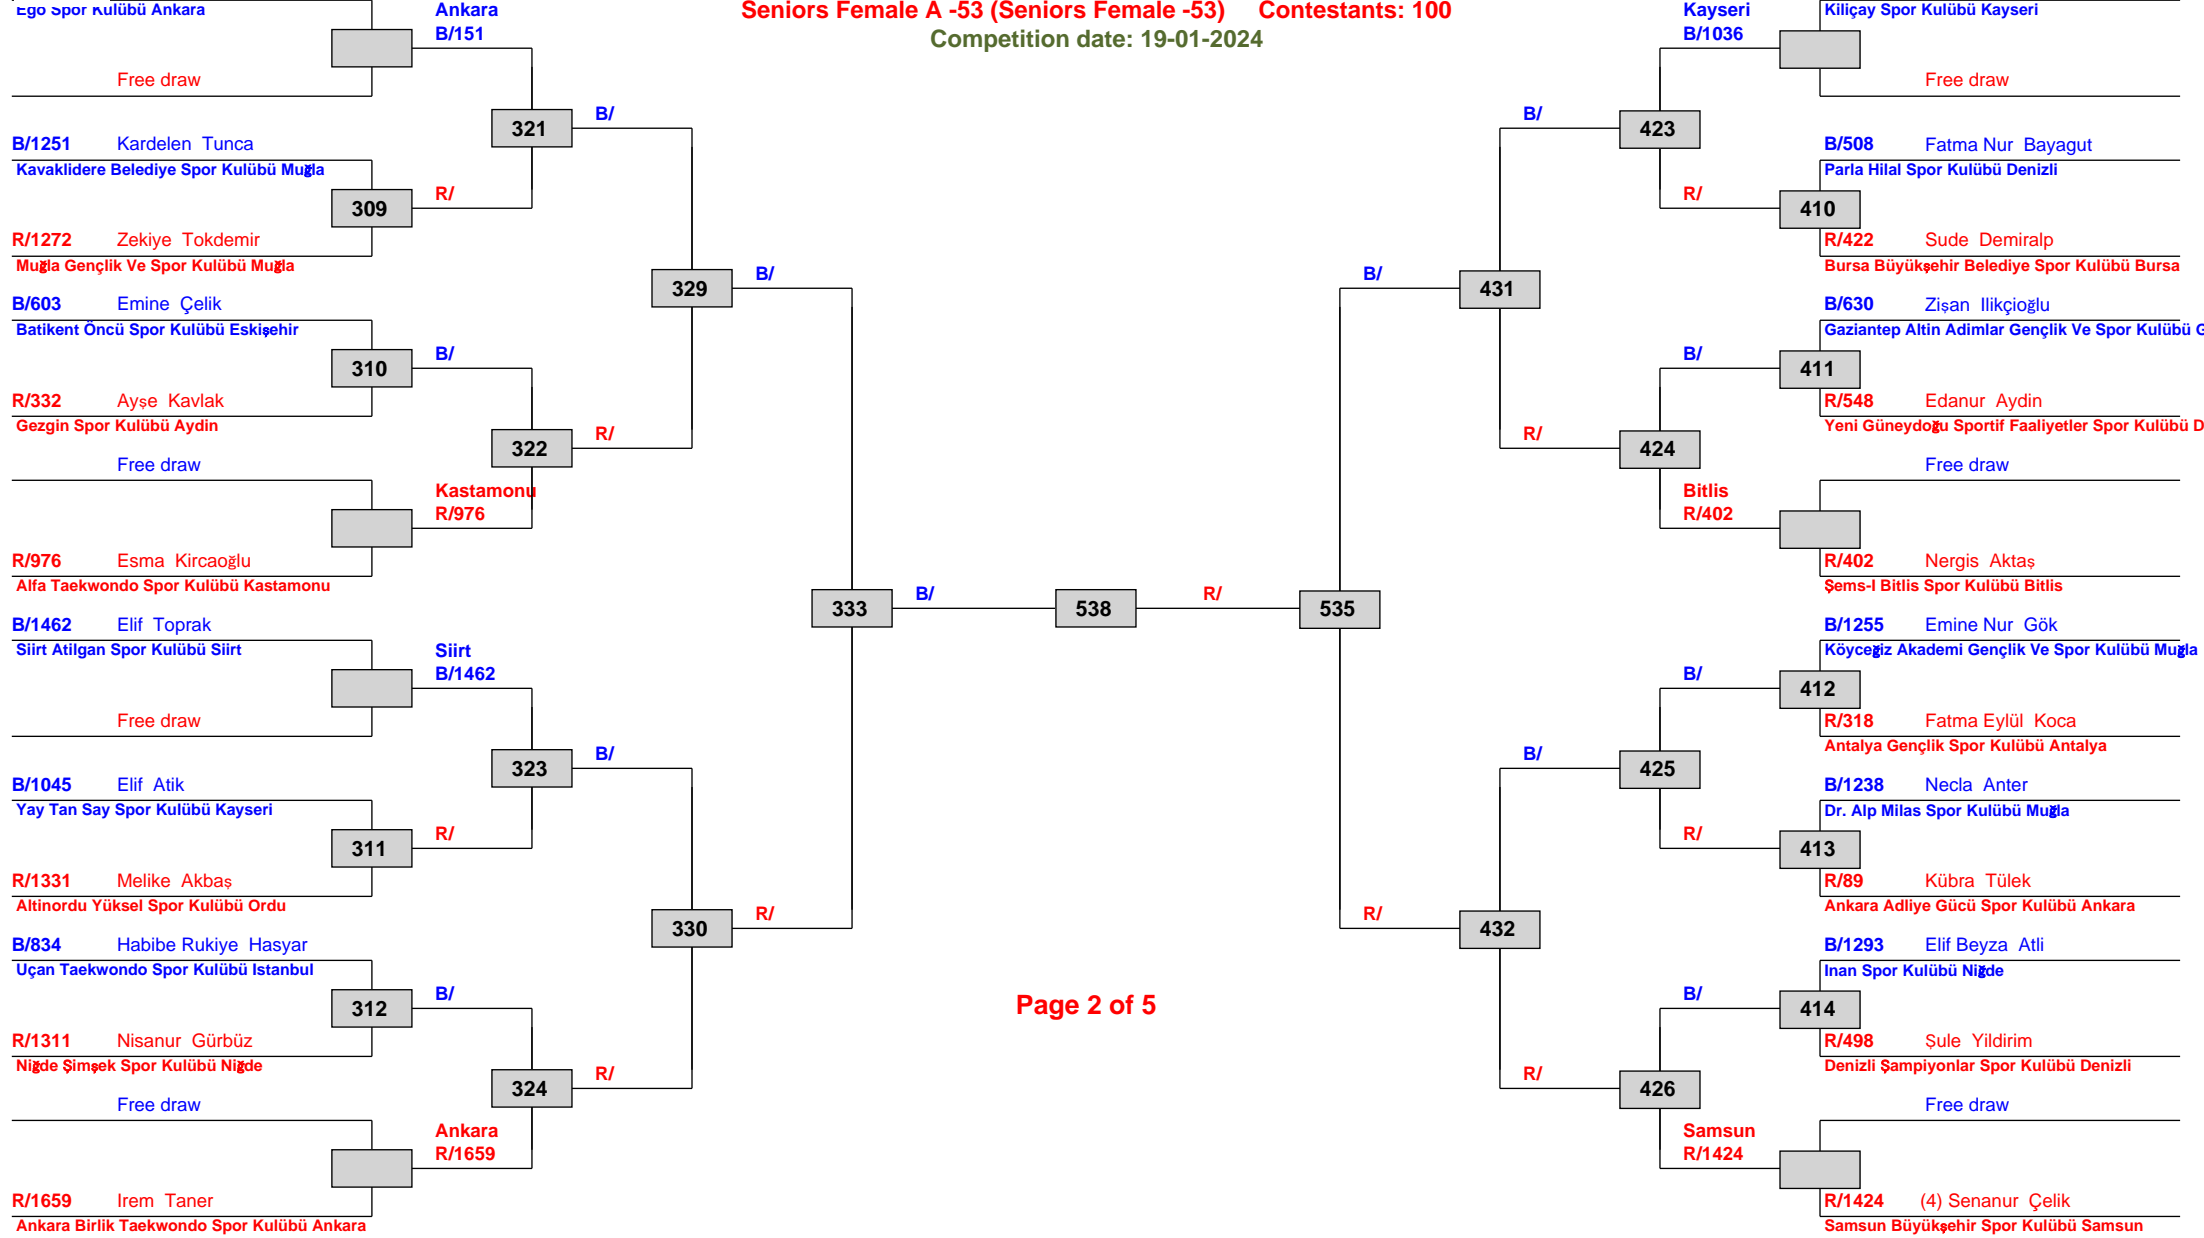 Ego Spor Kulübü Ankara
Free draw
B/1251 Kardelen Tunca
Kavaklidere Belediye Spor Kulübü Muğla
R/1272 Zekiye Tokdemir
Muğla Gençlik Ve Spor Kulübü Muğla
B/603 Emine Çelik
Batikent Öncü Spor Kulübü Eskişehir
R/332 Ayşe Kavlak
Gezgin Spor Kulübü Aydin
Free draw
R/976 Esma Kircaoğlu
Alfa Taekwondo Spor Kulübü Kastamonu
B/1462 Elif Toprak
Siirt Atilgan Spor Kulübü Siirt
Free draw
B/1045 Elif Atik
Yay Tan Say Spor Kulübü Kayseri
R/1331 Melike Akbaş
Altinordu Yüksel Spor Kulübü Ordu
B/834 Habibe Rukiye Hasyar
Uçan Taekwondo Spor Kulübü Istanbul
R/1311 Nisanur Gürbüz
Niğde Şimşek Spor Kulübü Niğde
Free draw
R/1659 Irem Taner
Ankara Birlik Taekwondo Spor Kulübü Ankara
309
310
311
312
Ankara
B/151
R/
B/
Kastamonu
R/976
Siirt
B/1462
R/
B/
Ankara
R/1659
321
322
323
324
B/
R/
B/
R/
329
330
B/
R/
333
B/
Seniors Female A -53 (Seniors Female -53) Contestants: 100
Competition date: 19-01-2024
538
Page 2 of 5
R/
535
B/
R/
431
432
B/
R/
B/
R/
423
424
425
426
Kayseri
B/1036
R/
B/
Bitlis
R/402
B/
R/
B/
Samsun
R/1424
410
411
412
413
414
Kiliçay Spor Kulübü Kayseri
Free draw
B/508 Fatma Nur Bayagut
Parla Hilal Spor Kulübü Denizli
R/422 Sude Demiralp
Bursa Büyükşehir Belediye Spor Kulübü Bursa
B/630 Zişan Ilikçioğlu
Gaziantep Altin Adimlar Gençlik Ve Spor Kulübü G
R/548 Edanur Aydin
Yeni Güneydoğu Sportif Faaliyetler Spor Kulübü D
Free draw
R/402 Nergis Aktaş
Şems-I Bitlis Spor Kulübü Bitlis
B/1255 Emine Nur Gök
Köyceğiz Akademi Gençlik Ve Spor Kulübü Muğla
R/318 Fatma Eylül Koca
Antalya Gençlik Spor Kulübü Antalya
B/1238 Necla Anter
Dr. Alp Milas Spor Kulübü Muğla
R/89 Kübra Tülek
Ankara Adliye Gücü Spor Kulübü Ankara
B/1293 Elif Beyza Atli
Inan Spor Kulübü Niğde
R/498 Şule Yildirim
Denizli Şampiyonlar Spor Kulübü Denizli
Free draw
R/1424 (4) Senanur Çelik
Samsun Büyükşehir Spor Kulübü Samsun